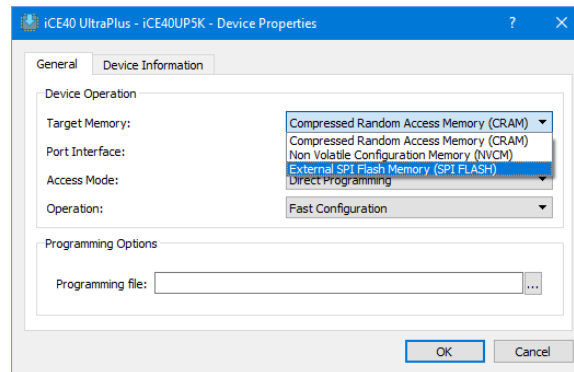 iCE40 UltraPlus - iCE40UP5K - Device Properties ?
General Device Information
Device Operation
Target Memory: Compressed Random Access Memory (CRAM)
Compressed Random Access Memory (CRAM)
Port Interface: Non Volatile Configuration Memory (NVCM)
External SPI Flash Memory (SPI FLASH)
Access Mode: Direct Programming
Operation: Fast Configuration
Programming Options
Programming file: ...
OK Cancel